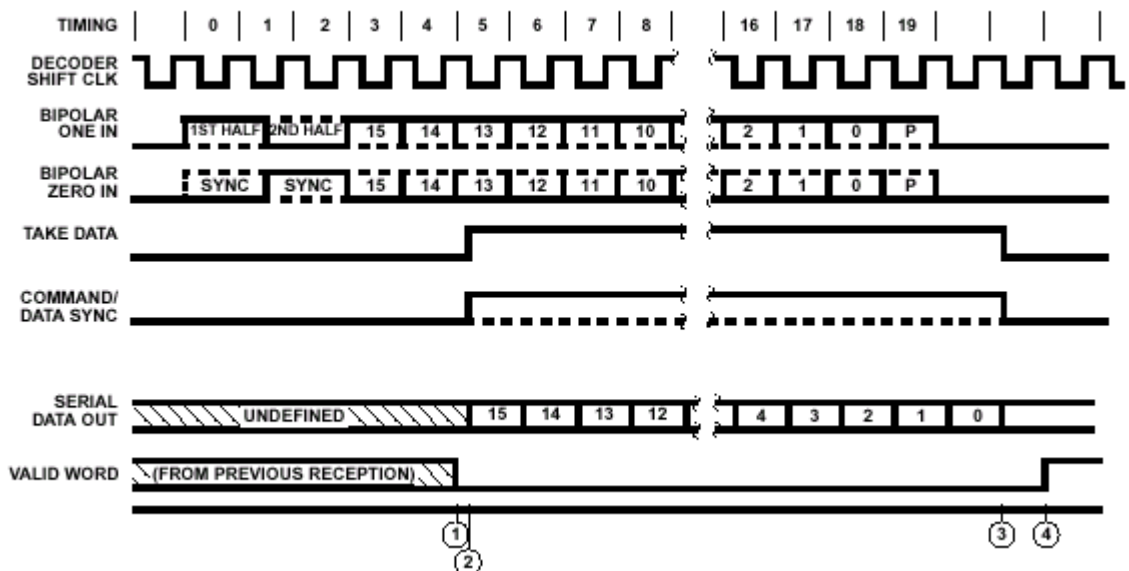 TIMING 0 1 2 3 4 5 6 7 8 16 17 18 19
DECODER
SHIFT CLK
BIPOLAR
ONE IN
1ST HALF 2ND HALF 15 14 13 12 11 10 2 1 0 P
BIPOLAR
ZERO IN
SYNC SYNC 15 14 13 12 11 10 2 1 0 P
TAKE DATA
COMMAND/
DATA SYNC
SERIAL
DATA OUT
UNDEFINED 15 14 13 12 4 3 2 1 0
VALID WORD (FROM PREVIOUS RECEPTION)
1 3 4
2